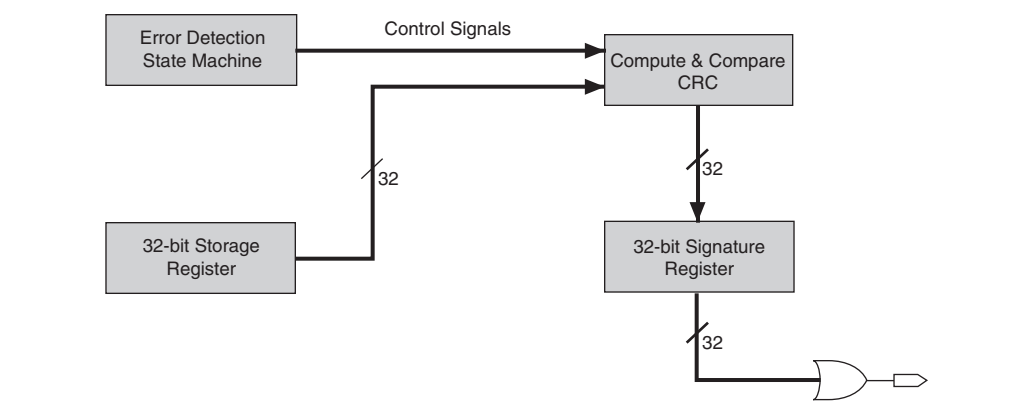 Error Detection
State Machine
Control Signals
Compute & Compare
CRC
32
32
32-bit Storage
Register
32-bit Signature
Register
32